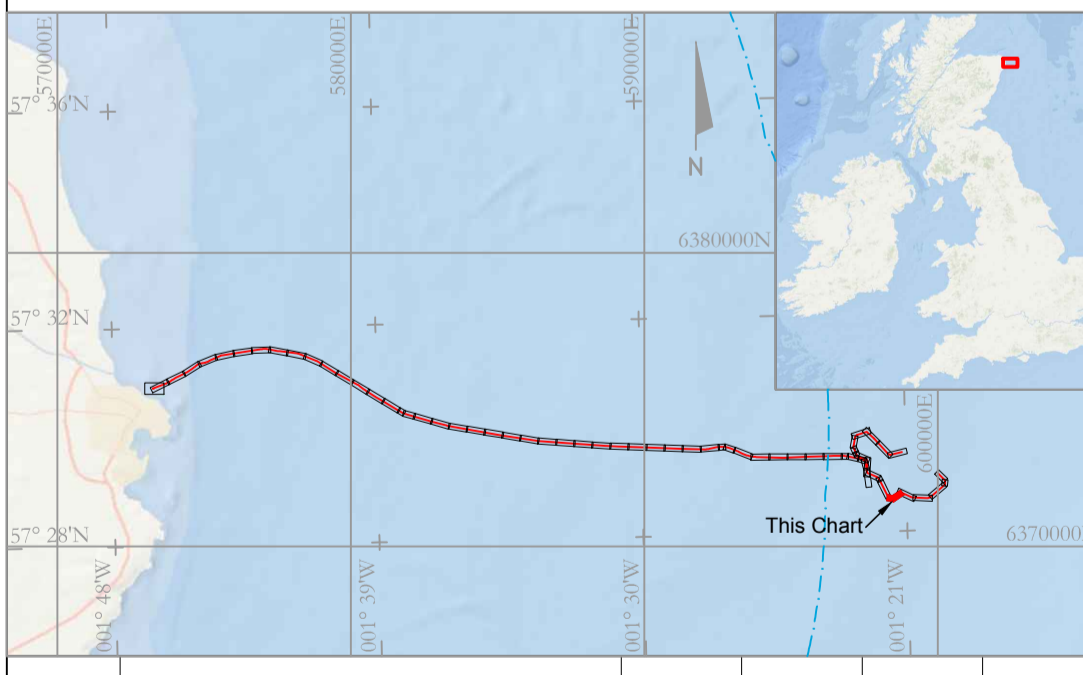 570000E
580000E
590000E
57° 36'N
N
6380000N
57° 32'N
600000E
This Chart
57° 28'N
6370000
001° 48'W
001° 39'W
001° 30'W
001° 21'W